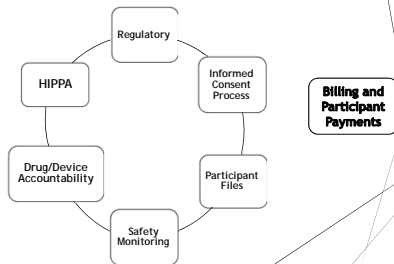 Regulatory
HIPPA
Informed
Consent
Process
Billing and
Participant
Payments
Drug/Device
Accountability
Participant
Files
Safety
Monitoring